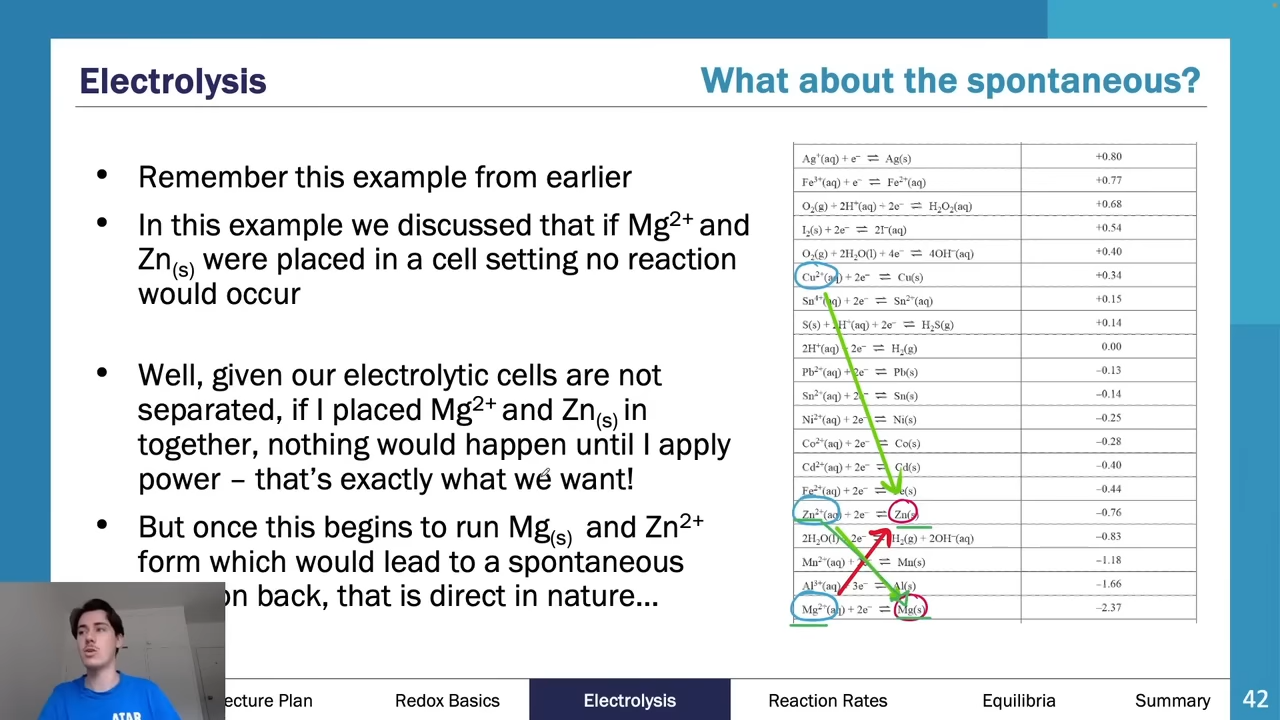 Electrolysis
What about the spontaneous?
• Remember this example from earlier
• In this example we discussed that if Mg²⁺ and
Zn₍ₛ₎ were placed in a cell setting no reaction
would occur
• Well, given our electrolytic cells are not
separated, if I placed Mg²⁺ and Zn₍ₛ₎ in
together, nothing would happen until I apply
power – that's exactly what we want!
• But once this begins to run Mg₍ₛ₎ and Zn²⁺
form which would lead to a spontaneous
on back, that is direct in nature...
Ag⁺(aq) + e⁻ ⇌ Ag(s) +0.80
Fe³⁺(aq) + e⁻ ⇌ Fe²⁺(aq) +0.77
O₂(g) + 2H⁺(aq) + 2e⁻ ⇌ H₂O₂(aq) +0.68
I₂(s) + 2e⁻ ⇌ 2I⁻(aq) +0.54
O₂(g) + 2H₂O(l) + 4e⁻ ⇌ 4OH⁻(aq) +0.40
Cu²⁺(aq) + 2e⁻ ⇌ Cu(s) +0.34
Sn⁴⁺(aq) + 2e⁻ ⇌ Sn²⁺(aq) +0.15
S(s) + 2H⁺(aq) + 2e⁻ ⇌ H₂S(g) +0.14
2H⁺(aq) + 2e⁻ ⇌ H₂(g) 0.00
Pb²⁺(aq) + 2e⁻ ⇌ Pb(s) –0.13
Sn²⁺(aq) + 2e⁻ ⇌ Sn(s) –0.14
Ni²⁺(aq) + 2e⁻ ⇌ Ni(s) –0.25
Co²⁺(aq) + 2e⁻ ⇌ Co(s) –0.28
Cd²⁺(aq) + 2e⁻ ⇌ Cd(s) –0.40
Fe²⁺(aq) + 2e⁻ ⇌ Fe(s) –0.44
Zn²⁺(aq) + 2e⁻ ⇌ Zn(s) –0.76
2H₂O(l) + 2e⁻ ⇌ H₂(g) + 2OH⁻(aq) –0.83
Mn²⁺(aq) + 2e⁻ ⇌ Mn(s) –1.18
Al³⁺(aq) + 3e⁻ ⇌ Al(s) –1.66
Mg²⁺(aq) + 2e⁻ ⇌ Mg(s) –2.37
ATAR
ecture Plan Redox Basics Electrolysis Reaction Rates Equilibria Summary 42